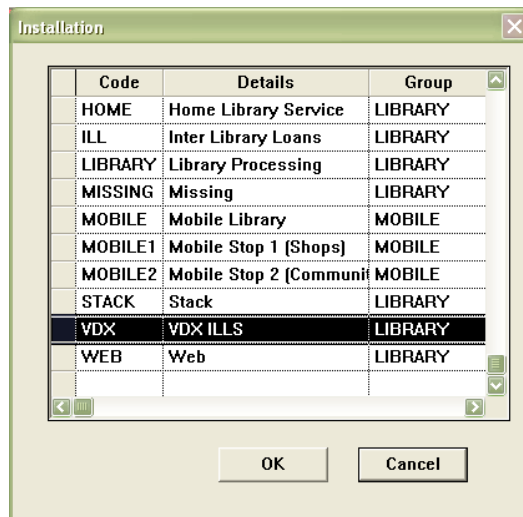 Installation
Code Details Group
HOME Home Library Service LIBRARY
ILL Inter Library Loans LIBRARY
LIBRARY Library Processing LIBRARY
MISSING Missing LIBRARY
MOBILE Mobile Library MOBILE
MOBILE1 Mobile Stop 1 (Shops) MOBILE
MOBILE2 Mobile Stop 2 (Communit MOBILE
STACK Stack LIBRARY
VDX VDX ILLS LIBRARY
WEB Web LIBRARY
OK Cancel